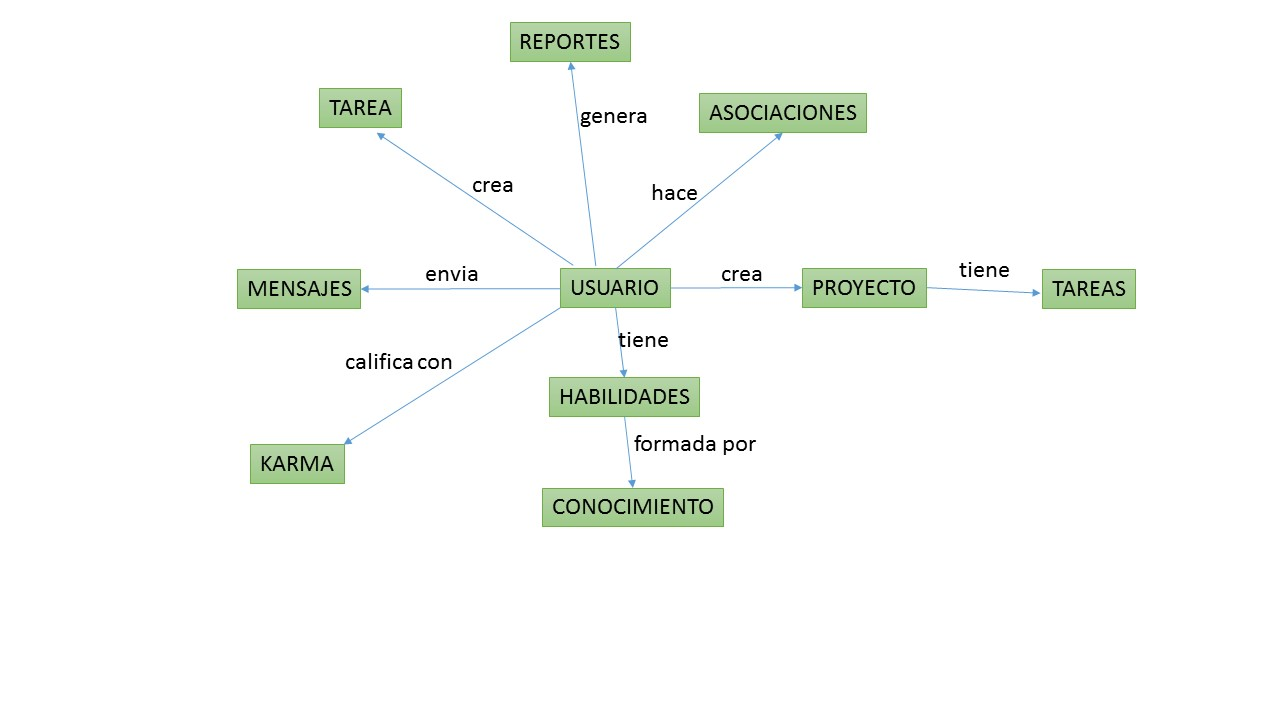 REPORTES
TAREA
ASOCIACIONES
genera
crea
hace
MENSAJES
envia
USUARIO
crea
PROYECTO
tiene
TAREAS
tiene
califica con
HABILIDADES
formada por
KARMA
CONOCIMIENTO